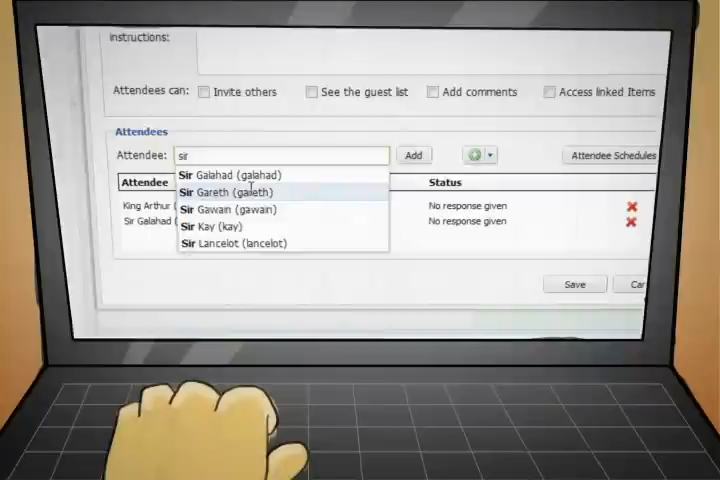 Instructions:
Attendees can: Invite others See the guest list Add comments Access linked Items
Attendees
Attendee: sir Add Attendee Schedules
Sir Galahad (galahad)
Attendee Status
Sir Gareth (gareth)
King Arthur ( No response given
Sir Gawain (gawain)
Sir Galahad ( No response given
Sir Kay (kay)
Sir Lancelot (lancelot)
Save